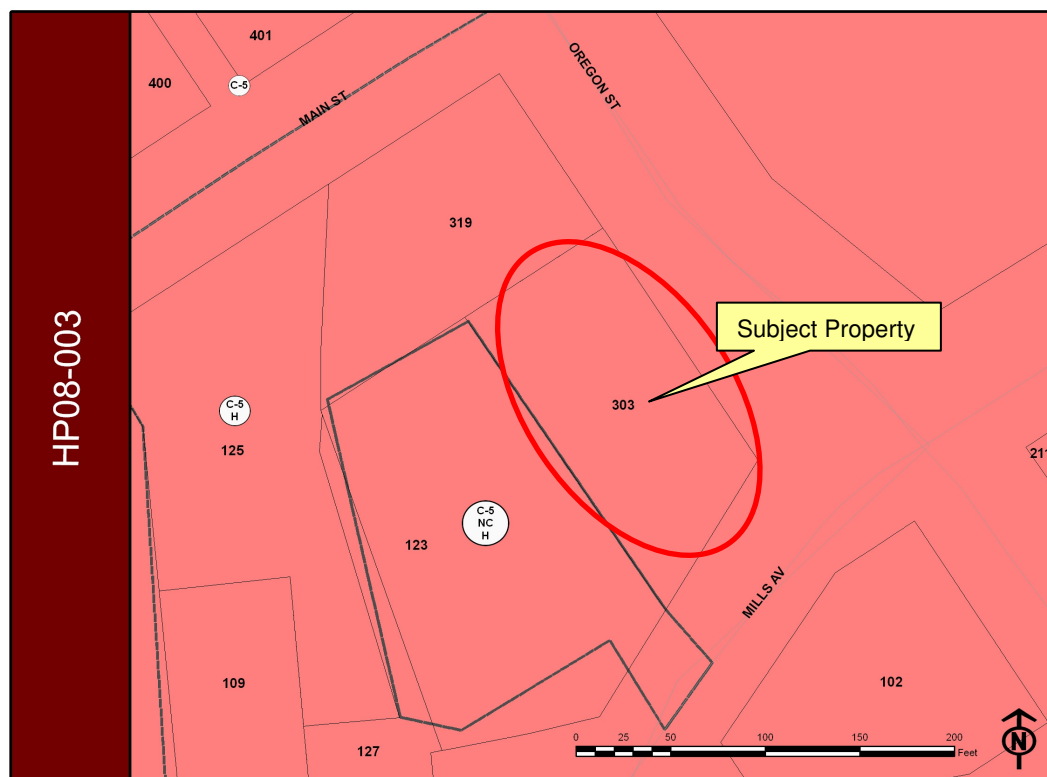 HP08-003
401
400
C-5
MAIN ST
OREGON ST
319
Subject Property
303
C-5
H
125
C-5
NC
H
123
211
MILLS AV
109
102
127
0 25 50 100 150 200
Feet
N